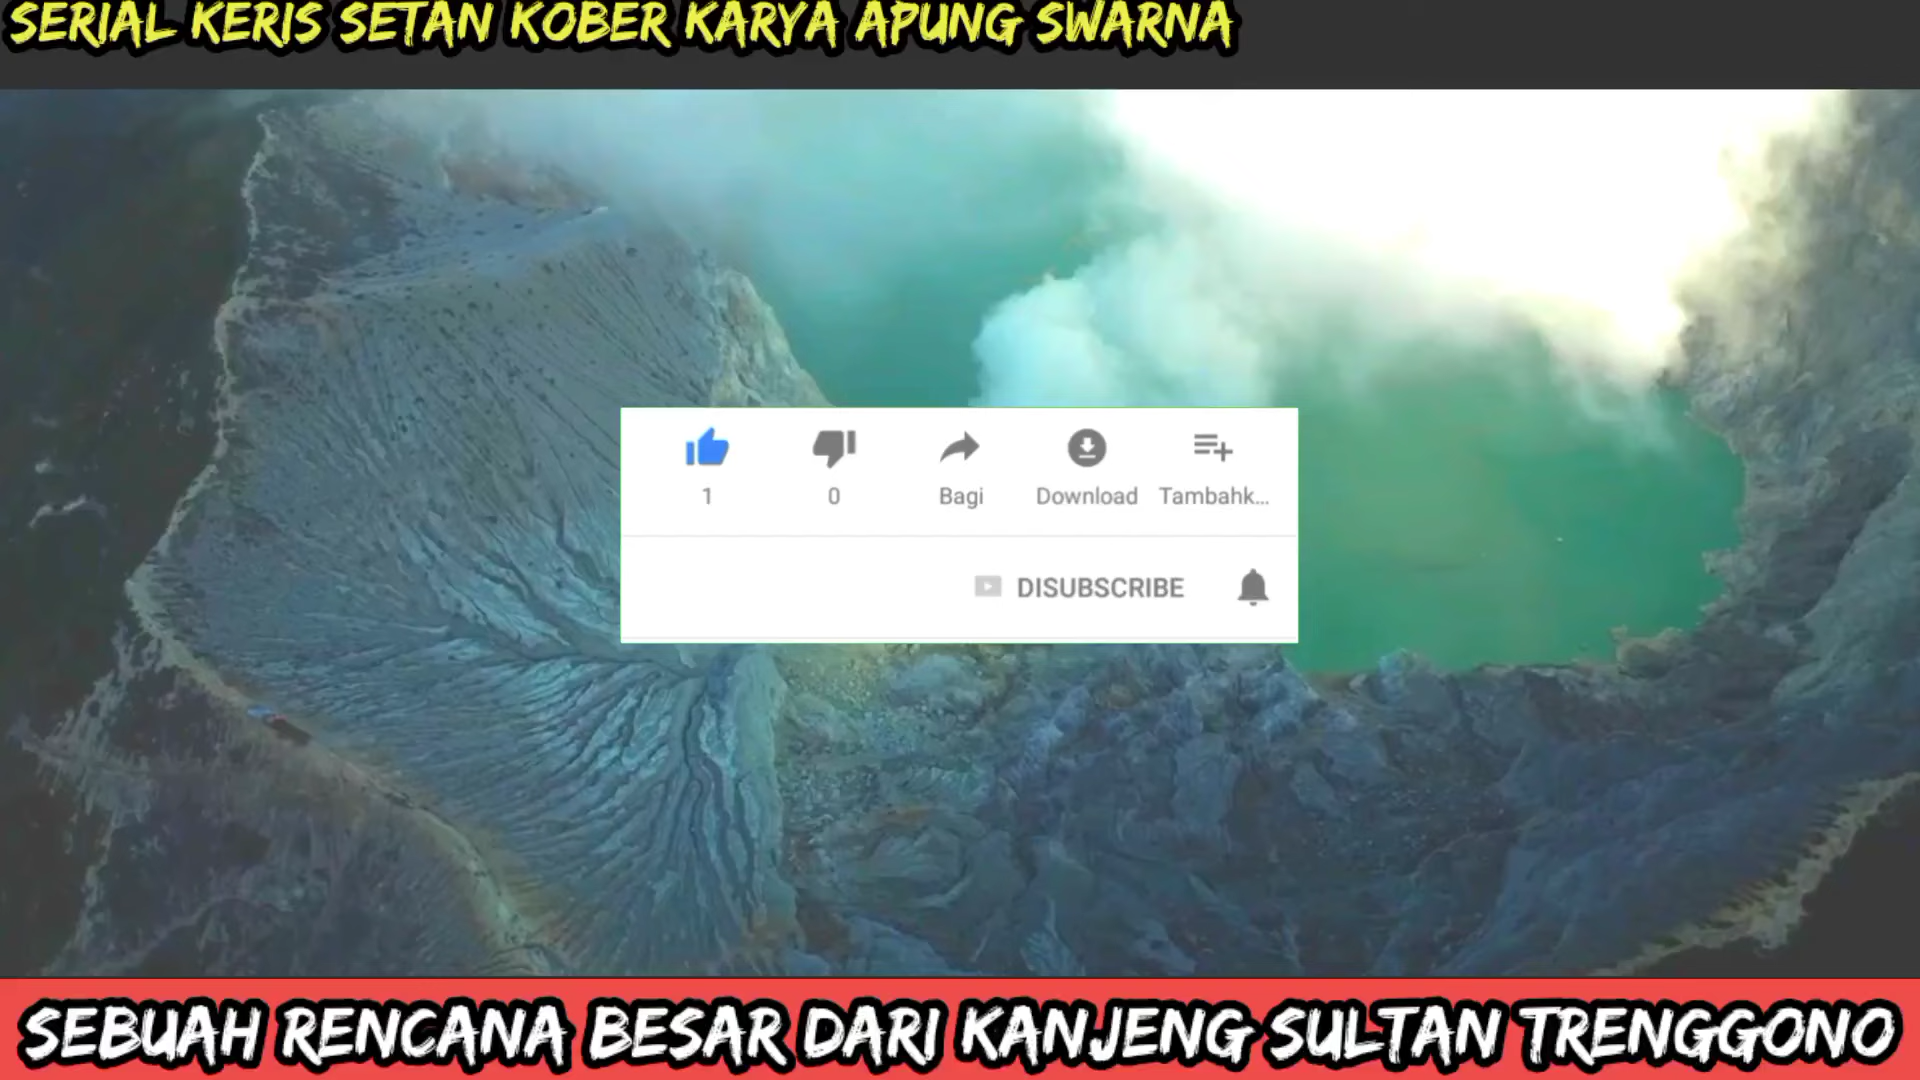 SERIAL KERIS SETAN KOBER KARYA APUNG SWARNA
1 0 Bagi Download Tambahk...
DISUBSCRIBE
SEBUAH RENCANA BESAR DARI KANJENG SULTAN TRENGGONO